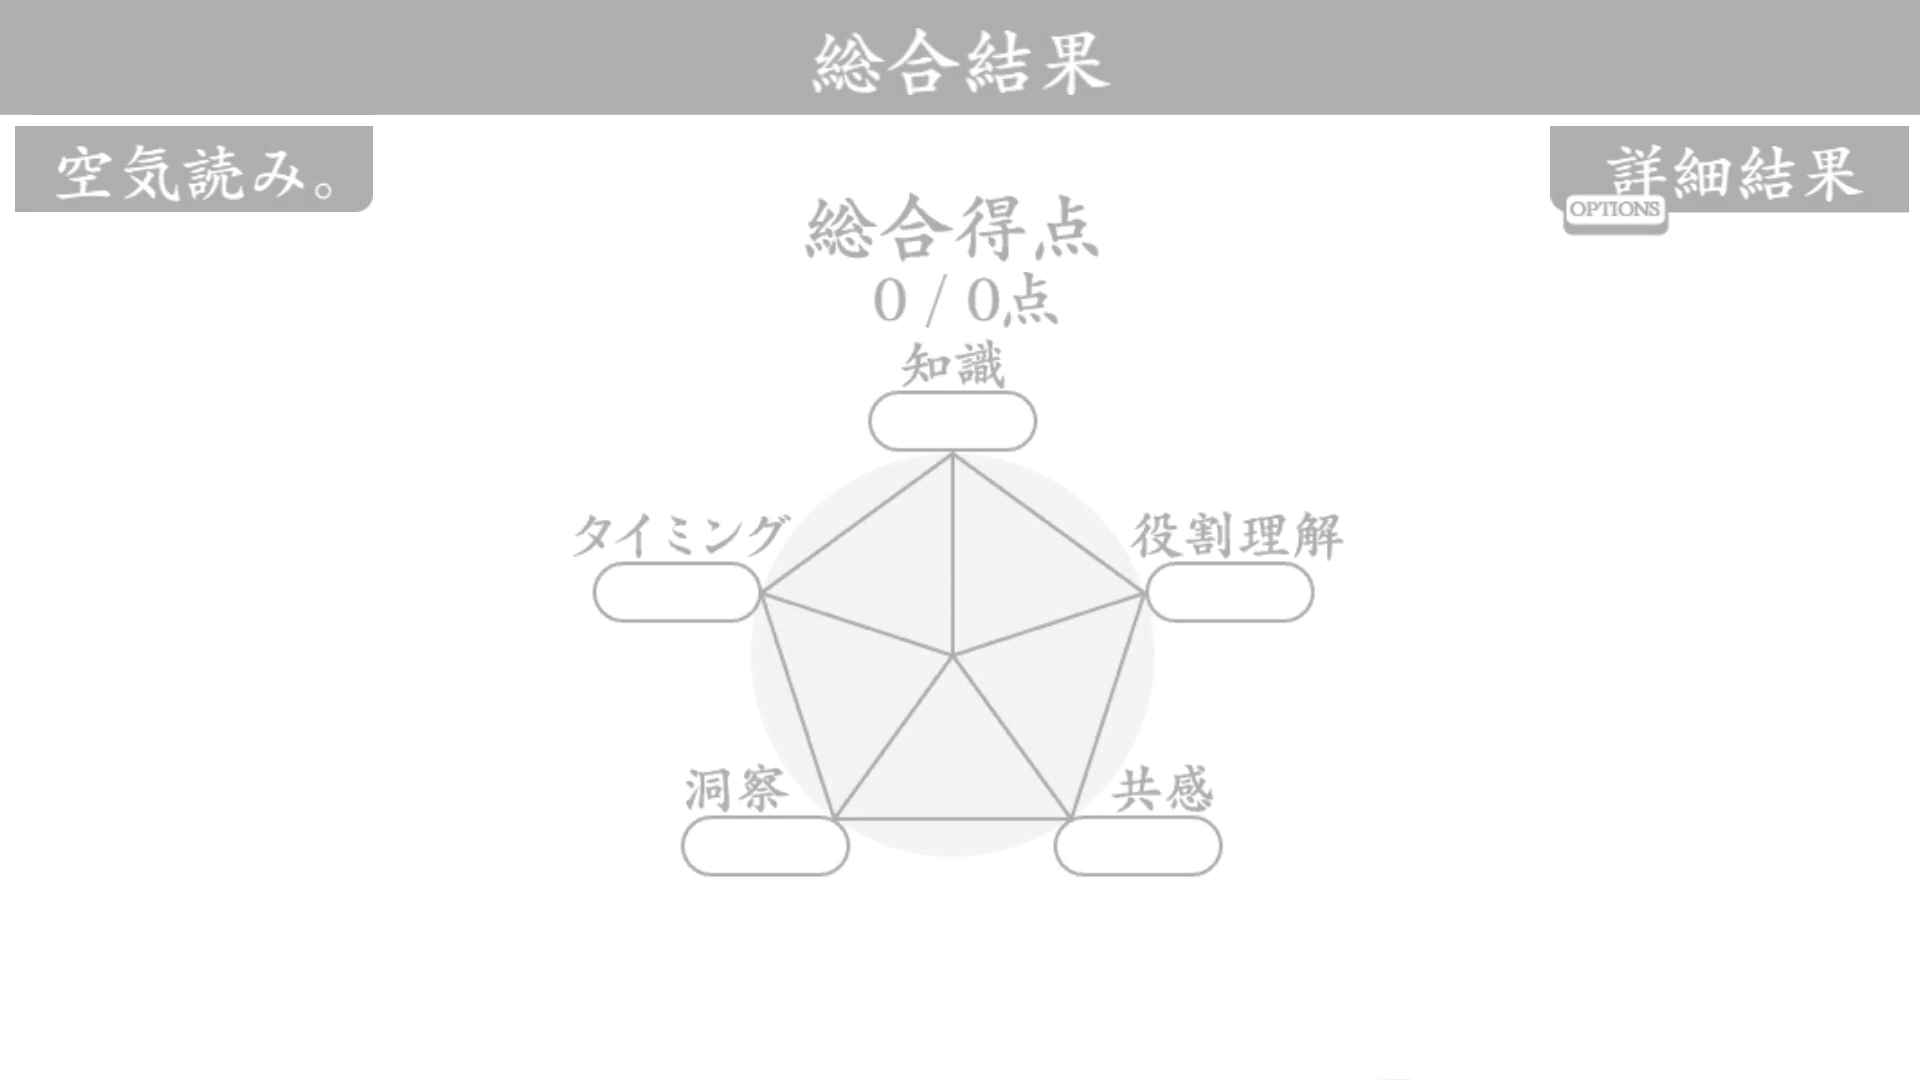 総合結果
空気読み。
詳細結果
OPTIONS
総合得点
0 / 0点
知識
タイミング
役割理解
洞察
共感